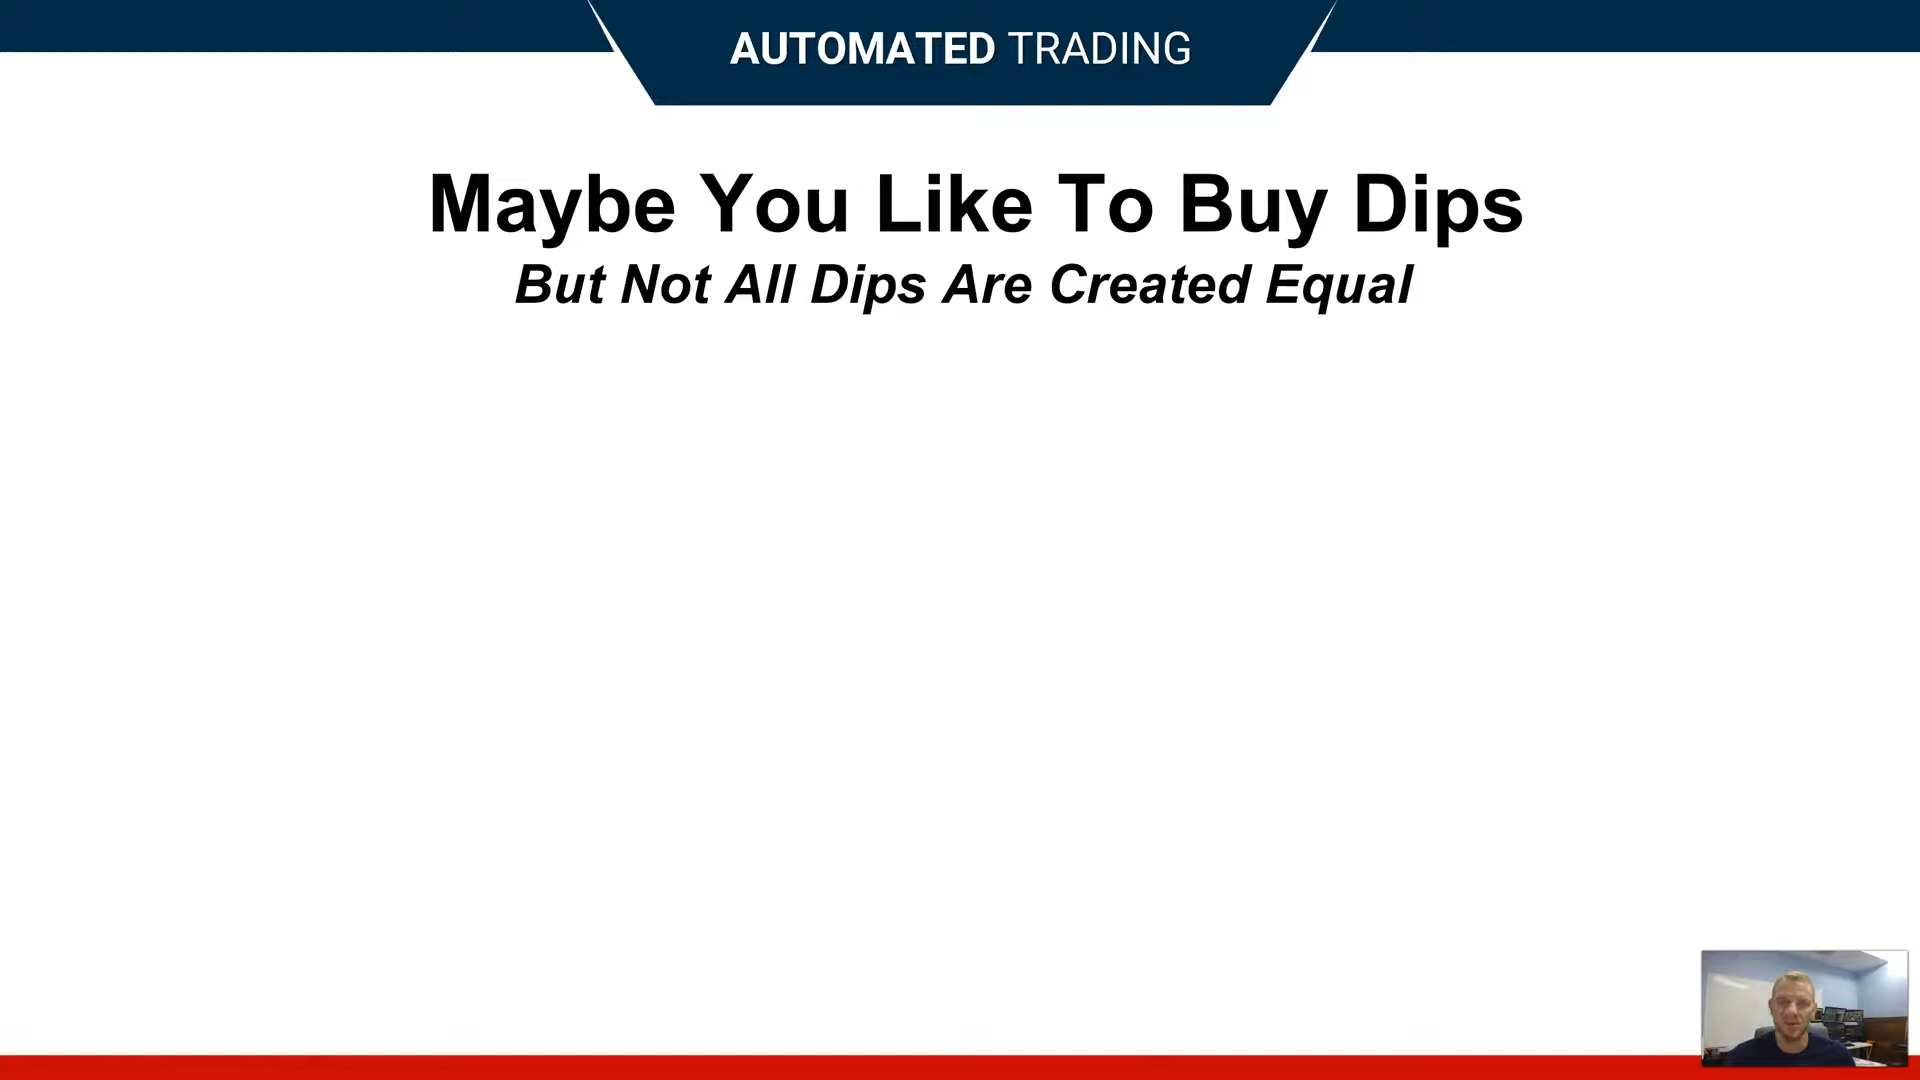 AUTOMATED TRADING
Maybe You Like To Buy Dips
But Not All Dips Are Created Equal